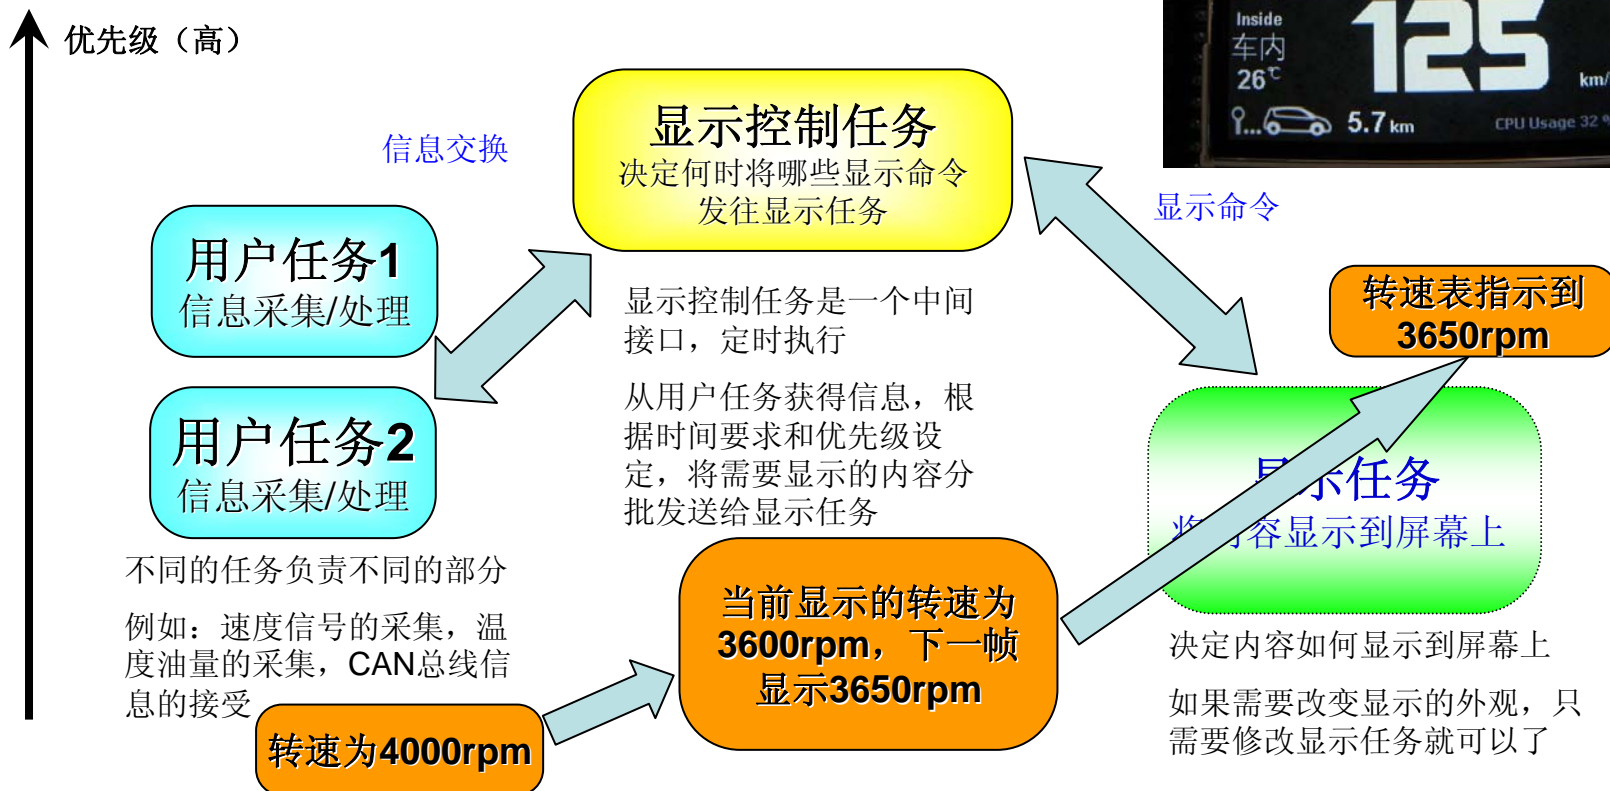 优先级（高）
Inside
车内
26℃
125
km/
5.7 km
CPU Usage 32 %
信息交换
显示控制任务
决定何时将哪些显示命令
发往显示任务
显示命令
用户任务1
信息采集/处理
用户任务2
信息采集/处理
显示控制任务是一个中间
接口，定时执行
从用户任务获得信息，根
据时间要求和优先级设
定，将需要显示的内容分
批发送给显示任务
转速表指示到
3650rpm
显示任务
将内容显示到屏幕上
不同的任务负责不同的部分
例如：速度信号的采集，温
度油量的采集，CAN总线信
息的接受
转速为4000rpm
当前显示的转速为
3600rpm，下一帧
显示3650rpm
决定内容如何显示到屏幕上
如果需要改变显示的外观，只
需要修改显示任务就可以了